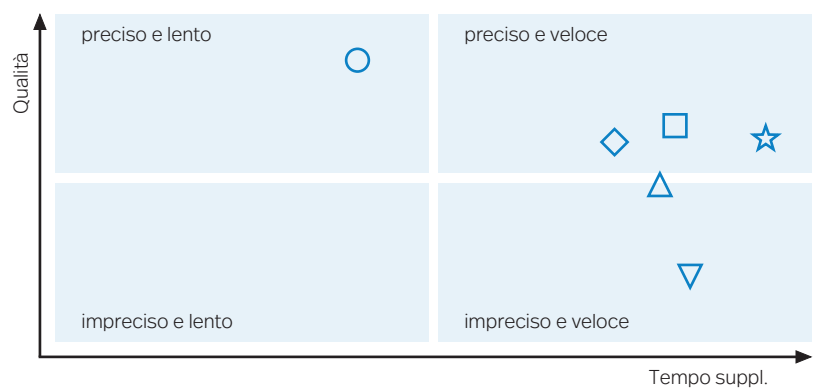 preciso e lento
preciso e veloce
Qualità
impreciso e lento
impreciso e veloce
Tempo suppl.